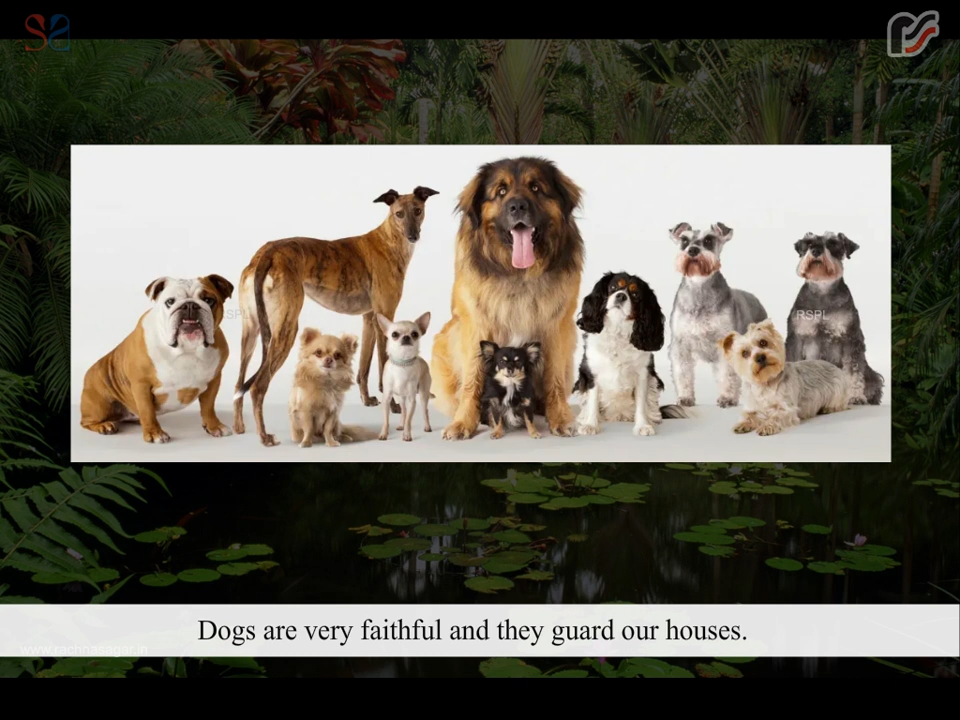 RSPL
RSPL
Dogs are very faithful and they guard our houses.
www.rachnasagar.in